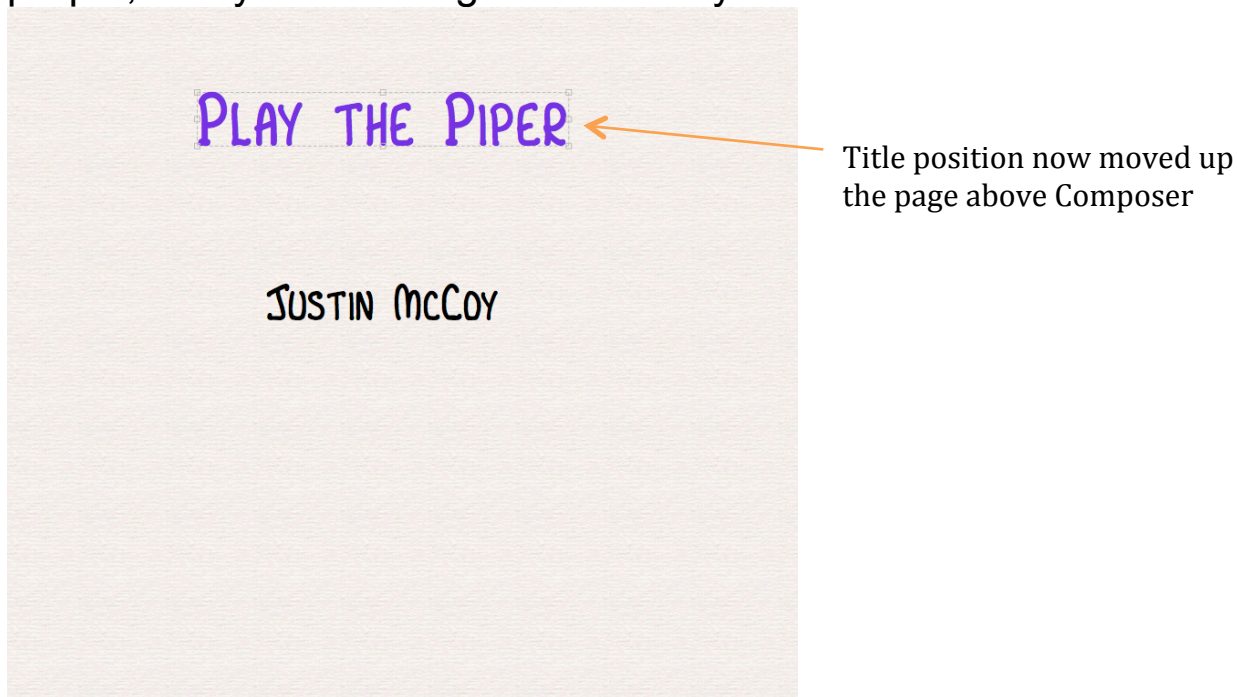 PLAY THE PIPER
Title position now moved up
the page above Composer
JUSTIN MCCOY